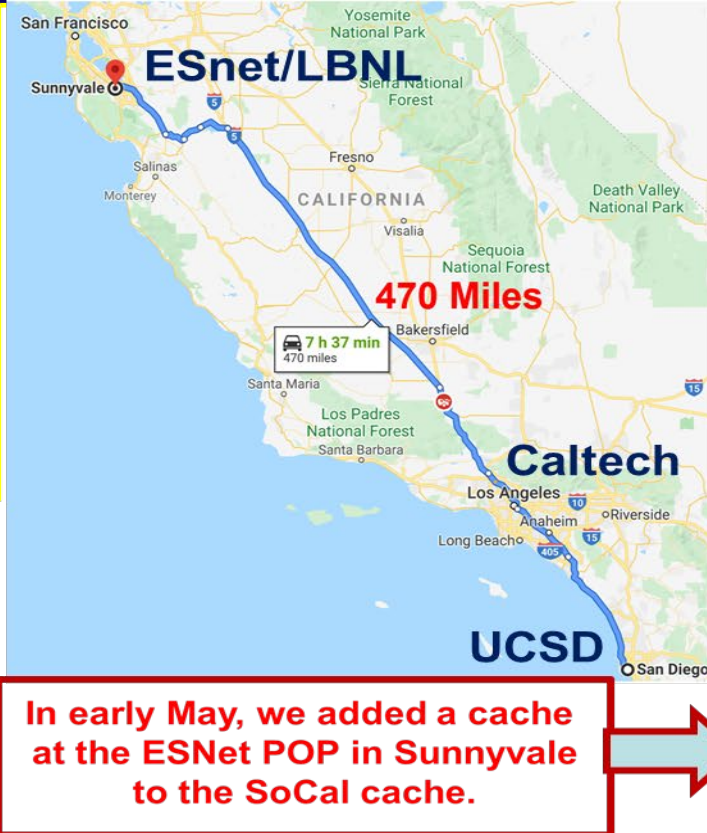 Yosemite
National Park
San Francisco
ESnet/LBNL
Sierra National
Forest
Sunnyvale
5
5
Fresno
Salinas
Monterey
CALIFORNIA
Death Valley
National Park
Visalia
Sequoia
National Forest
470 Miles
Bakersfield
7 h 37 min
470 miles
Santa Maria
15
Los Padres
National Forest
Santa Barbara
Caltech
Los Angeles
10
Riverside
Anaheim
15
Long Beach
405
UCSD
San Diego
In early May, we added a cache
at the ESNet POP in Sunnyvale
to the SoCal cache.